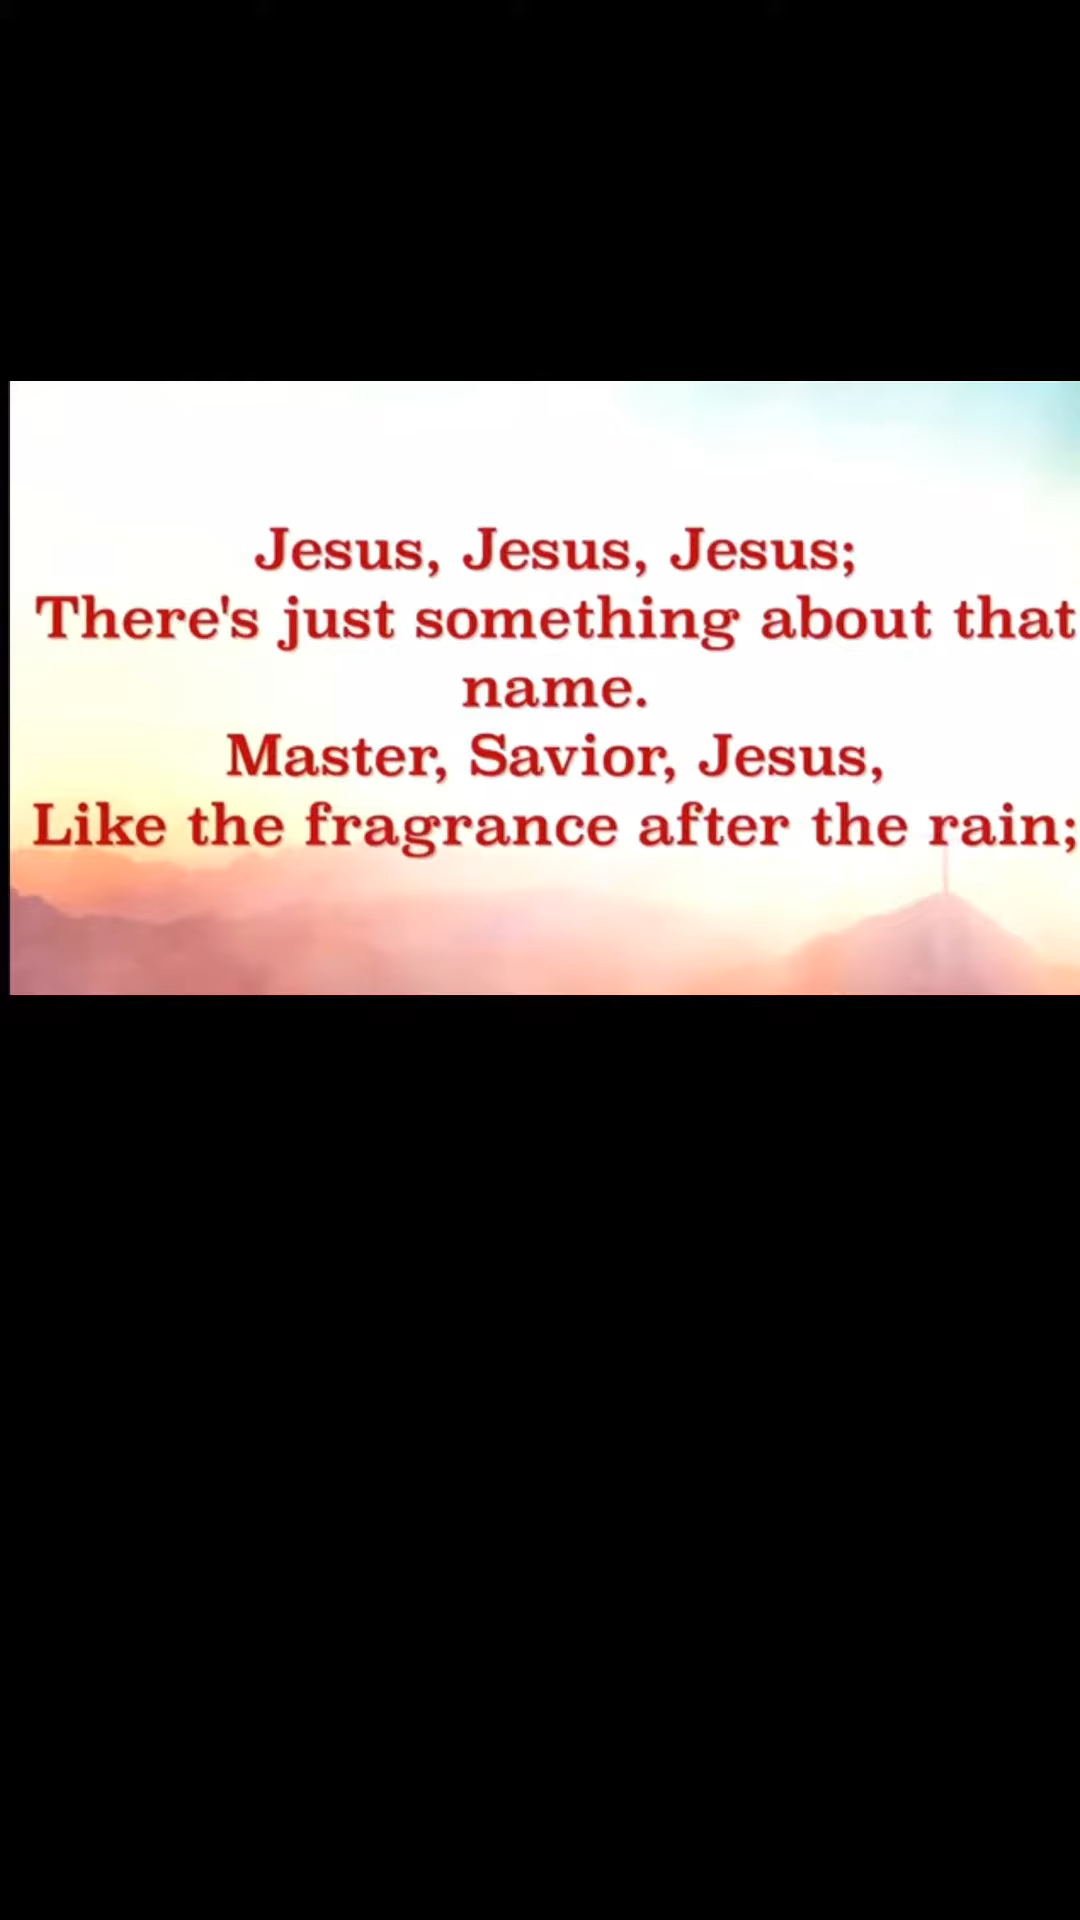 Jesus, Jesus, Jesus;
There's just something about that
name.
Master, Savior, Jesus,
Like the fragrance after the rain;